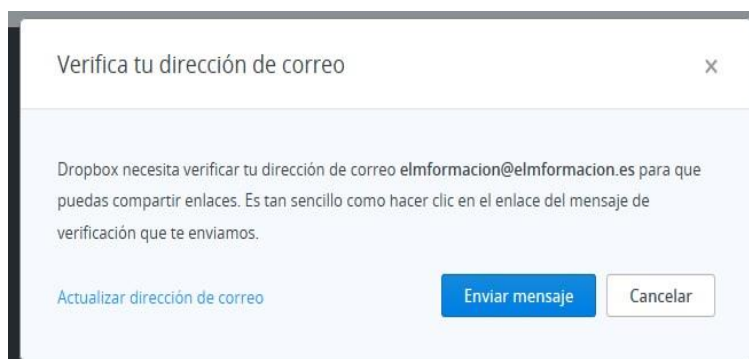 Verifica tu dirección de correo
Dropbox necesita verificar tu dirección de correo elmformacion@elmformacion.es para que
puedas compartir enlaces. Es tan sencillo como hacer clic en el enlace del mensaje de
verificación que te enviamos.
Actualizar dirección de correo
Enviar mensaje
Cancelar